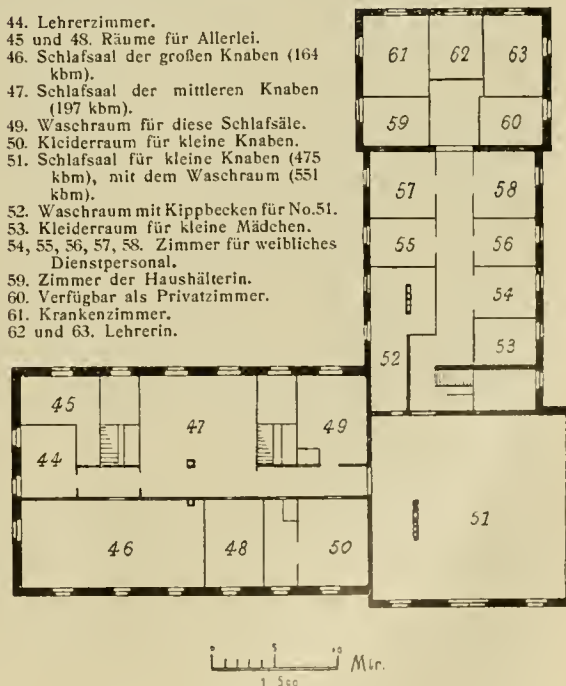 44. Lehrerzimmer.
45 und 48. Räume für Allerlei.
46. Schlafsaal der großen Knaben (164
kbm).
47. Schlafsaal der mittleren Knaben
(197 kbm).
49. Waschraum für diese Schlafsäle.
50. Kleiderraum für kleine Knaben.
51. Schlafsaal für kleine Knaben (475
kbm), mit dem Waschraum (551
kbm).
52. Waschraum mit Kippbecken für No. 51.
53. Kleiderraum für kleine Mädchen.
54, 55, 56, 57, 58. Zimmer für weibliches
Dienstpersonal.
59. Zimmer der Haushälterin.
60. Verfügbar als Privatzimmer.
61. Krankenzimmer.
62 und 63. Lehrerin.
61 62 63
59 60
57 58
55 56
54
52 53
45 47 49
44
51
46 48 50
0 5 10 Mtr.
1:500